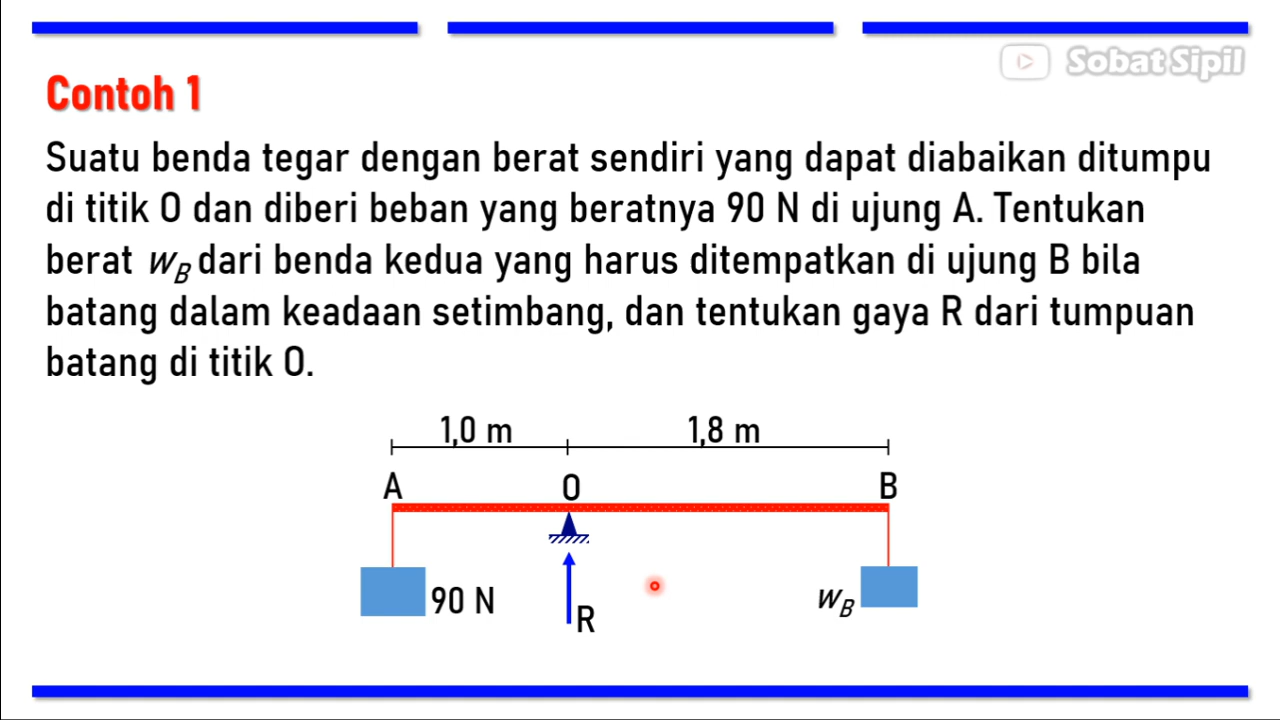 Sobat Sipil
Contoh 1
Suatu benda tegar dengan berat sendiri yang dapat diabaikan ditumpu
di titik O dan diberi beban yang beratnya 90 N di ujung A. Tentukan
berat w_B dari benda kedua yang harus ditempatkan di ujung B bila
batang dalam keadaan setimbang, dan tentukan gaya R dari tumpuan
batang di titik O.
1,0 m 1,8 m
A O B
90 N w_B
R